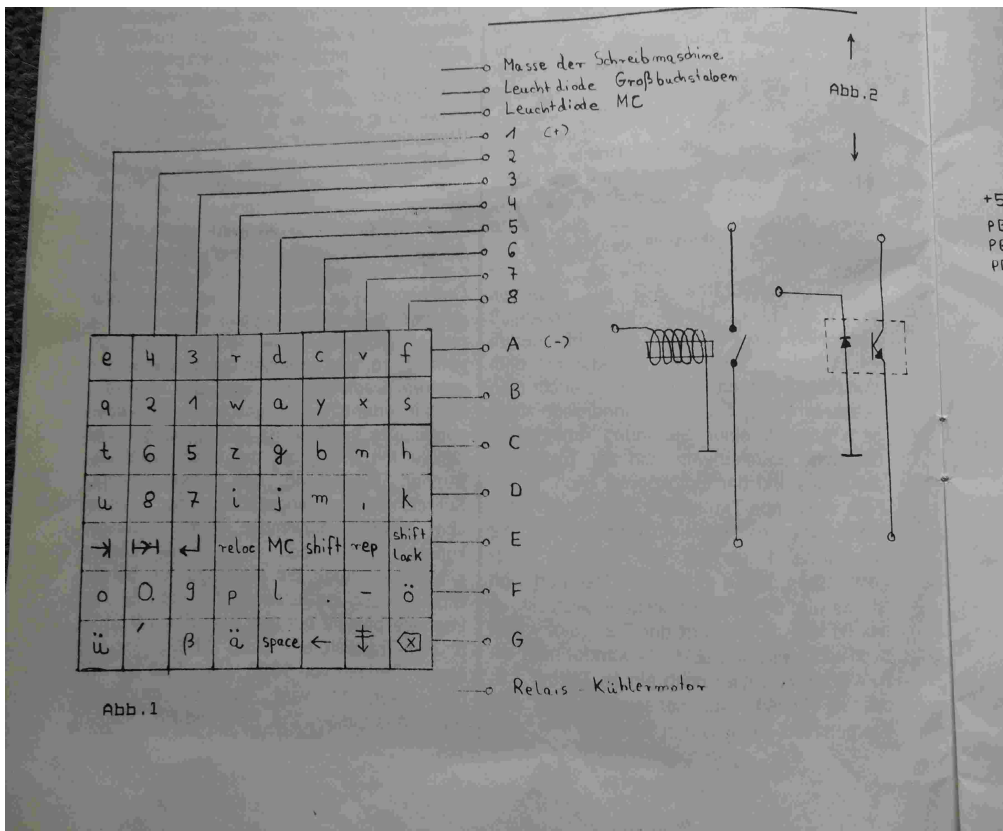 Masse der Schreibmaschine
Leuchtdiode Großbuchstaben
Leuchtdiode MC
1 (+)
2
3
4
5
6
7
8
Abb.2
e 4 3 r d c v f A (-)
q 2 1 w a y x s B
t 6 5 z g b n h C
u 8 7 i j m , k D
→| |→| ↵ reloc MC shift rep shift lock E
o 0. 9 p l . - ö F
ü ' ß ä space ← G
Relais - Kühlermotor
Abb.1
+5